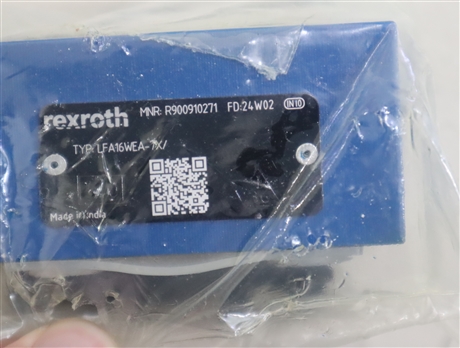 rexroth MNR: R900910271 FD:24W02 IN10
TYP: LFA16WEA-7X/
Made in India